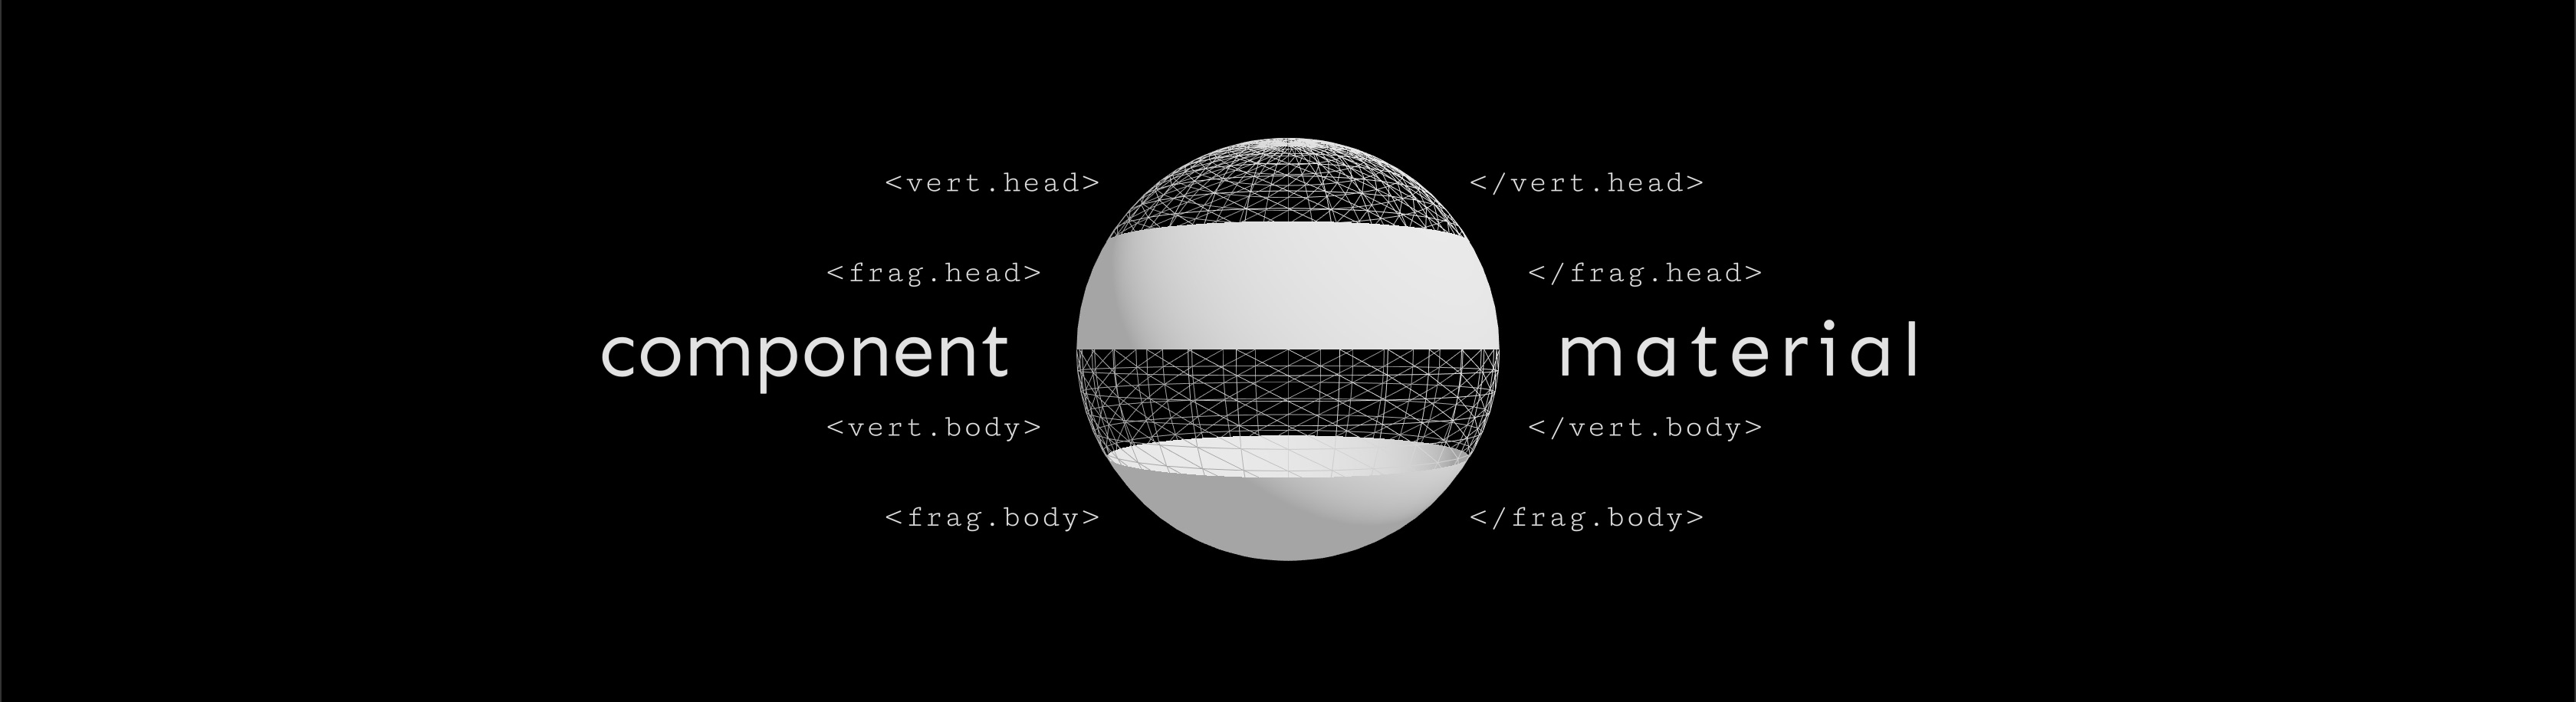 <vert.head> </vert.head>
<frag.head> </frag.head>
component material
<vert.body> </vert.body>
<frag.body> </frag.body>